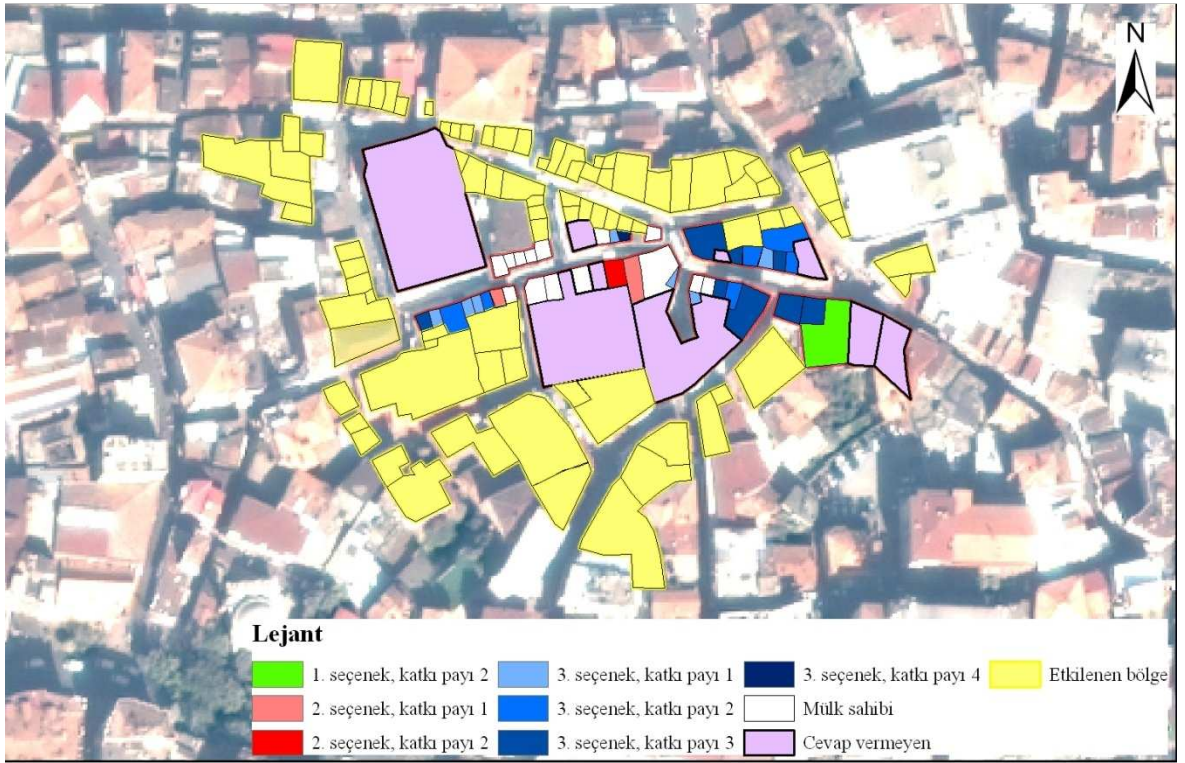 N
Lejant
1. seçenek, katkı payı 2
2. seçenek, katkı payı 1
2. seçenek, katkı payı 2
3. seçenek, katkı payı 1
3. seçenek, katkı payı 2
3. seçenek, katkı payı 3
3. seçenek, katkı payı 4
Mülk sahibi
Cevap vermeyen
Etkilenen bölge